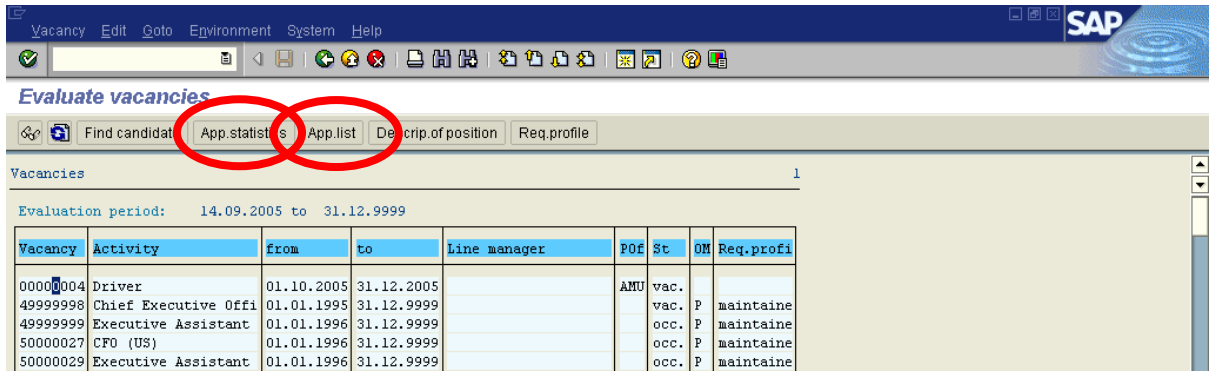 Vacancy Edit Goto Environment System Help
SAP
Evaluate vacancies
Find candidat App.statistics App.list Descrip.of position Req.profile
Vacancies 1
Evaluation period: 14.09.2005 to 31.12.9999
Vacancy Activity from to Line manager POf St OM Req.profi
00000004 Driver 01.10.2005 31.12.2005 AMU vac.
49999998 Chief Executive Offi 01.01.1995 31.12.9999 vac. P maintaine
49999999 Executive Assistant 01.01.1996 31.12.9999 occ. P maintaine
50000027 CFO (US) 01.01.1996 31.12.9999 occ. P maintaine
50000029 Executive Assistant 01.01.1996 31.12.9999 occ. P maintaine